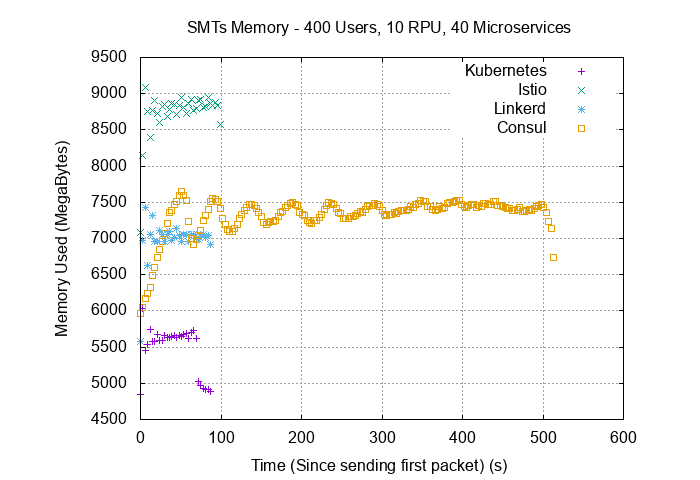 SMTs Memory - 400 Users, 10 RPU, 40 Microservices
9500
9000
8500
8000
7500
7000
6500
6000
5500
5000
4500
Memory Used (MegaBytes)
Kubernetes
Istio
Linkerd
Consul
0 100 200 300 400 500 600
Time (Since sending first packet) (s)